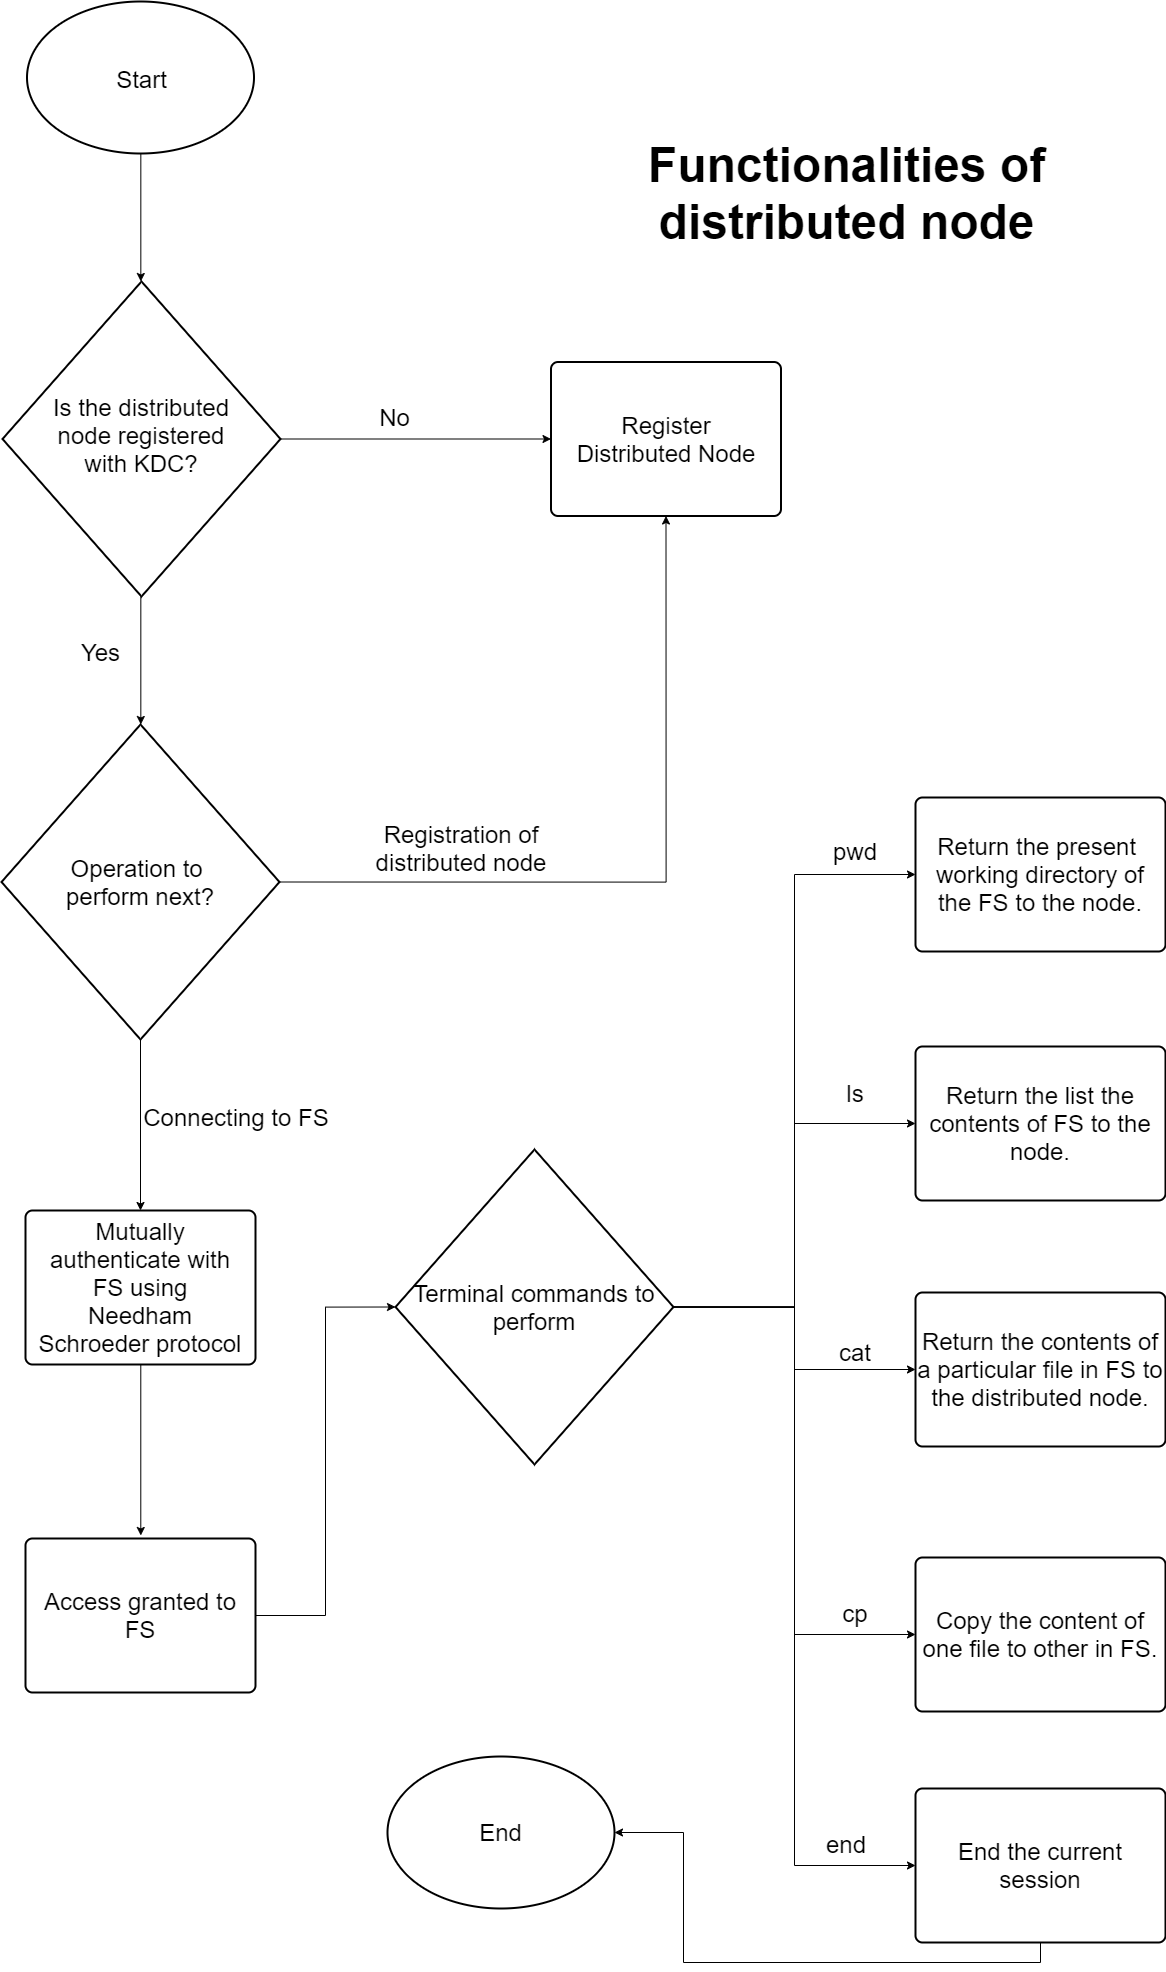 Start
Functionalities of
distributed node
Is the distributed
node registered
with KDC?
No
Register
Distributed Node
Yes
Operation to
perform next?
Registration of
distributed node
Connecting to FS
Mutually
authenticate with
FS using
Needham
Schroeder protocol
Access granted to
FS
Terminal commands to
perform
pwd
Return the present
working directory of
the FS to the node.
ls
Return the list the
contents of FS to the
node.
cat
Return the contents of
a particular file in FS to
the distributed node.
cp
Copy the content of
one file to other in FS.
end
End the current
session
End